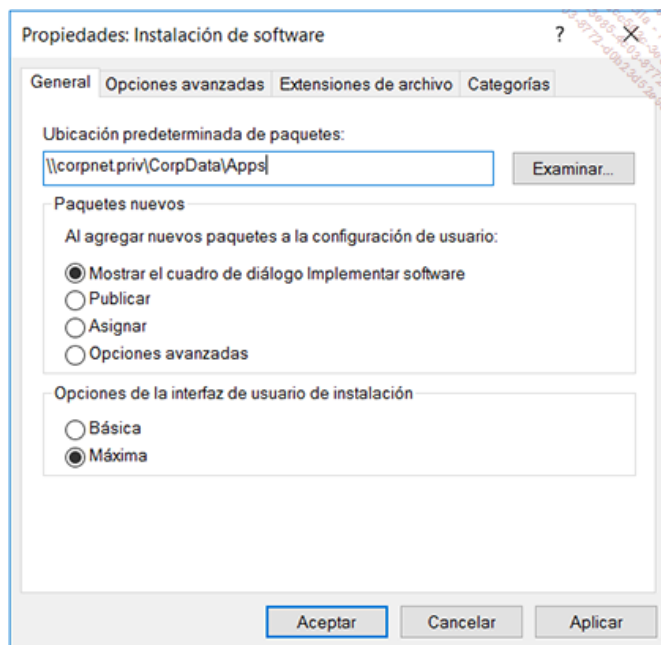 Propiedades: Instalación de software
General Opciones avanzadas Extensiones de archivo Categorías
Ubicación predeterminada de paquetes:
\\corpnet.priv\CorpData\Apps
Examinar...
Paquetes nuevos
Al agregar nuevos paquetes a la configuración de usuario:
Mostrar el cuadro de diálogo Implementar software
Publicar
Asignar
Opciones avanzadas
Opciones de la interfaz de usuario de instalación
Básica
Máxima
Aceptar Cancelar Aplicar